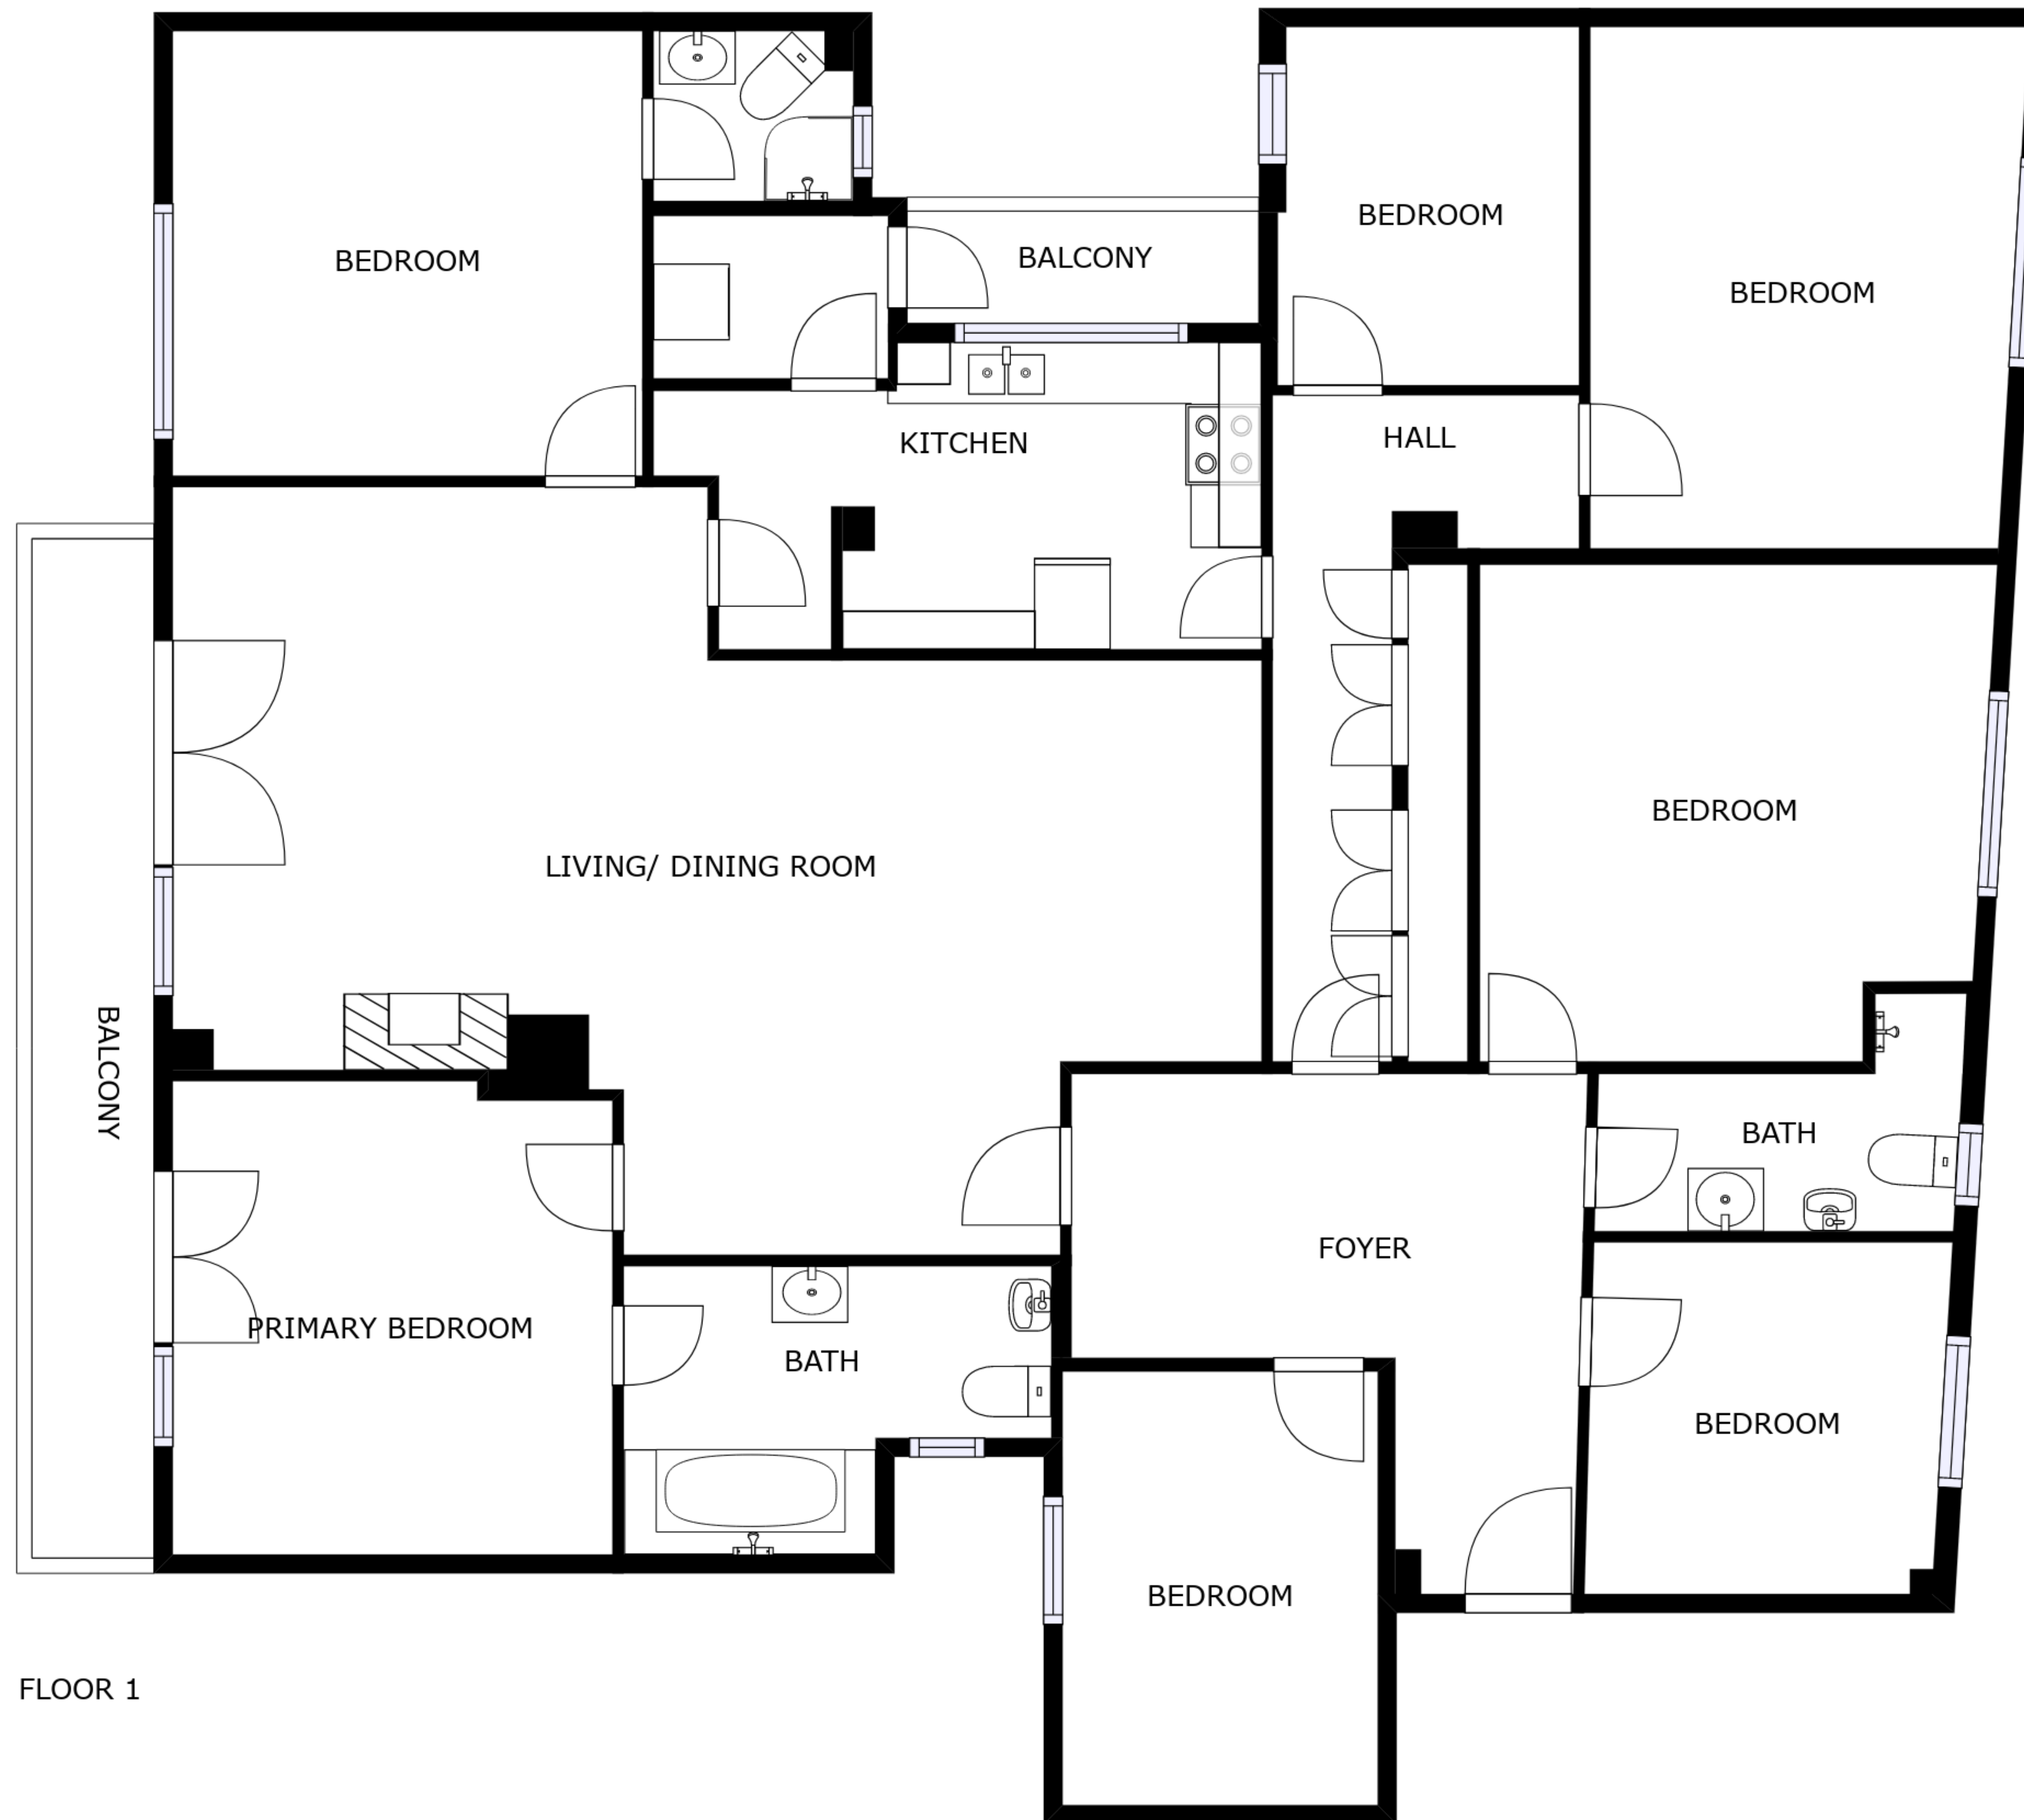 BEDROOM
BALCONY
BEDROOM
BEDROOM
KITCHEN
HALL
BEDROOM
LIVING/ DINING ROOM
BALCONY
BATH
FOYER
PRIMARY BEDROOM
BATH
BEDROOM
BEDROOM
FLOOR 1